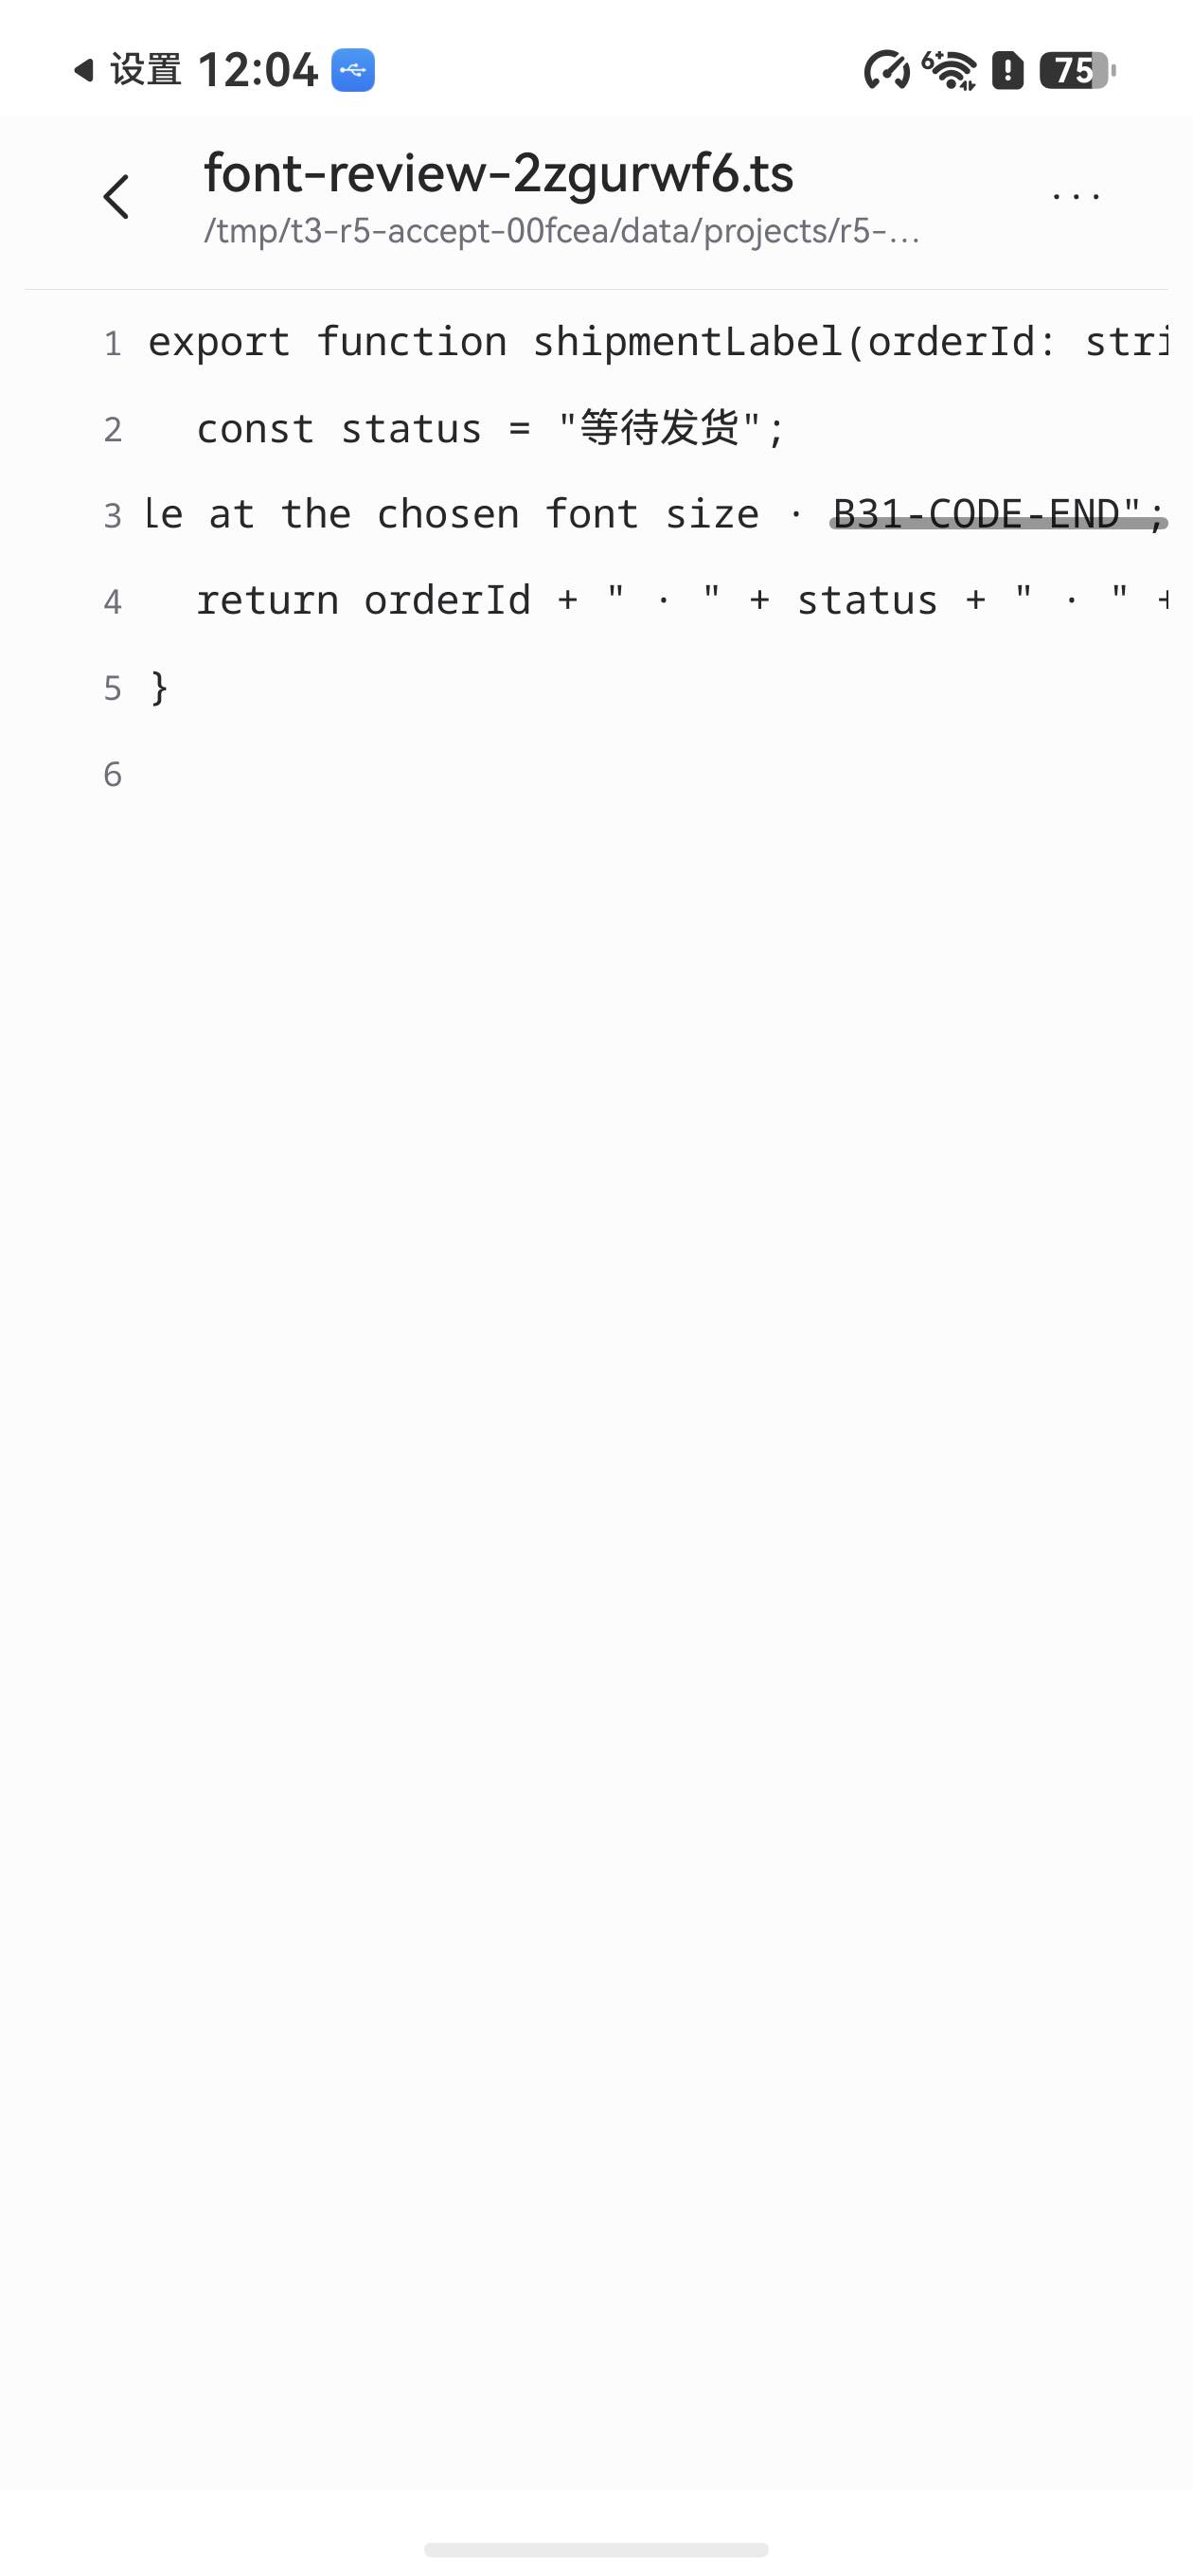 设置 12:04 75
font-review-2zgurwf6.ts
/tmp/t3-r5-accept-00fcea/data/projects/r5-...
...
1 export function shipmentLabel(orderId: stri
2 const status = "等待发货";
3 le at the chosen font size · B31-CODE-END";
4 return orderId + " · " + status + " · " +
5 }
6